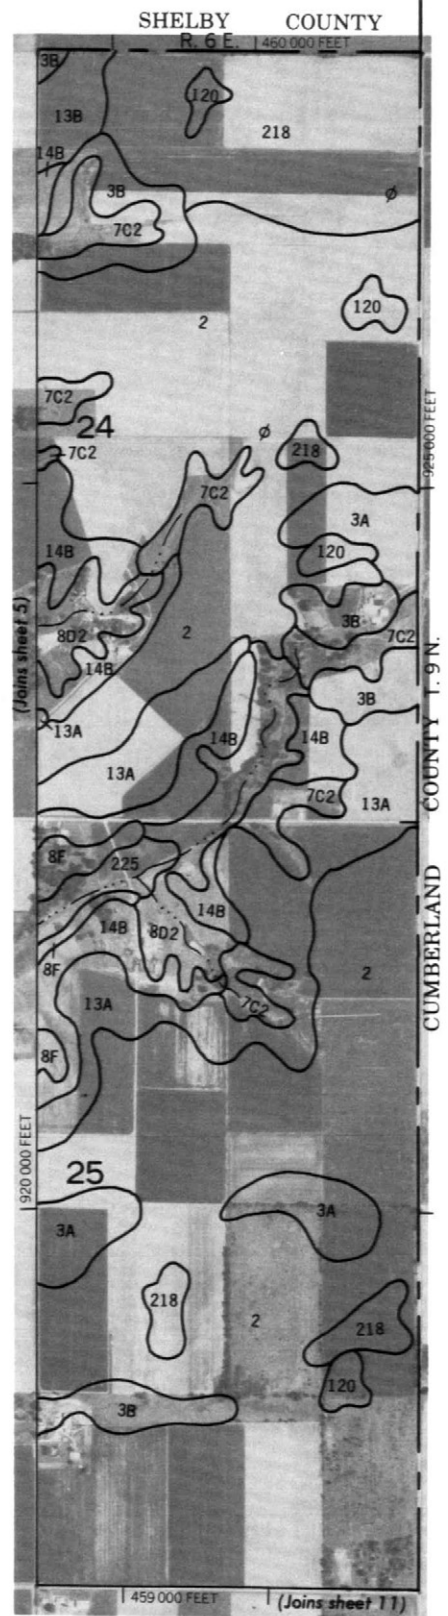 SHELBY COUNTY
R. 6 E. 460 000 FEET
3B
120
13B
218
14B
3B
Ø
7C2
120
2
7C2
24
925 000 FEET
Ø
218
7C2
7C2
3A
14B
120
(Joins sheet 5)
3B
8D2
2
7C2
14B
T. 9 N.
3B
13A
14B
14B
13A
7C2
13A
COUNTY
8F
225
14B
14B
8D2
CUMBERLAND
8F
2
13A
7C2
8F
920 000 FEET
25
3A
3A
218
2
218
120
3B
459 000 FEET
(Joins sheet 11)